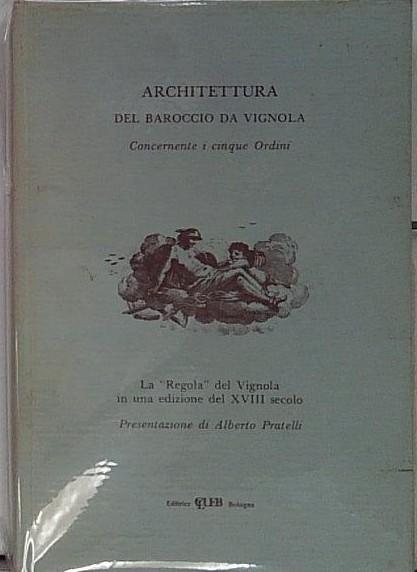 ARCHITETTURA
DEL BAROCCIO DA VIGNOLA
Concernente i cinque Ordini
La "Regola" del Vignola
in una edizione del XVIII secolo
Presentazione di Alberto Pratelli
Editrice CLUEB Bologna